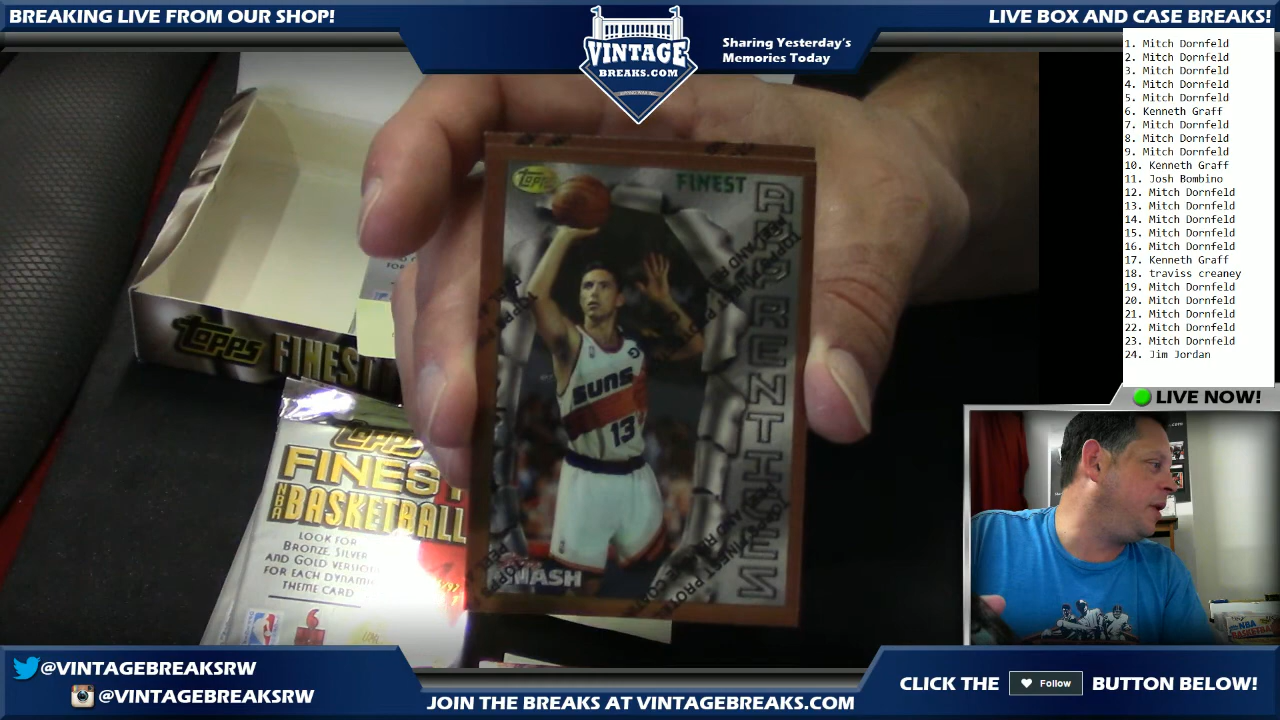 BREAKING LIVE FROM OUR SHOP!
VINTAGE
BREAKS.COM
Sharing Yesterday's
Memories Today
LIVE BOX AND CASE BREAKS!
1. Mitch Dornfeld
2. Mitch Dornfeld
3. Mitch Dornfeld
4. Mitch Dornfeld
5. Mitch Dornfeld
6. Kenneth Graff
7. Mitch Dornfeld
8. Mitch Dornfeld
9. Mitch Dornfeld
10. Kenneth Graff
11. Josh Bombino
12. Mitch Dornfeld
13. Mitch Dornfeld
14. Mitch Dornfeld
15. Mitch Dornfeld
16. Mitch Dornfeld
17. Kenneth Graff
18. traviss creaney
19. Mitch Dornfeld
20. Mitch Dornfeld
21. Mitch Dornfeld
22. Mitch Dornfeld
23. Mitch Dornfeld
24. Jim Jordan
LIVE NOW!
Topps
FINEST
APPRENTICES
SUNS
13
NASH
TOPPS FINEST
TOPPS
FINEST
NBA BASKETBALL
LOOK FOR
BRONZE, SILVER
AND GOLD VERSION
FOR EACH DYNAMIC
THEME CARD
@VINTAGEBREAKSRW
@VINTAGEBREAKSRW
JOIN THE BREAKS AT VINTAGEBREAKS.COM
CLICK THE
Follow
BUTTON BELOW!